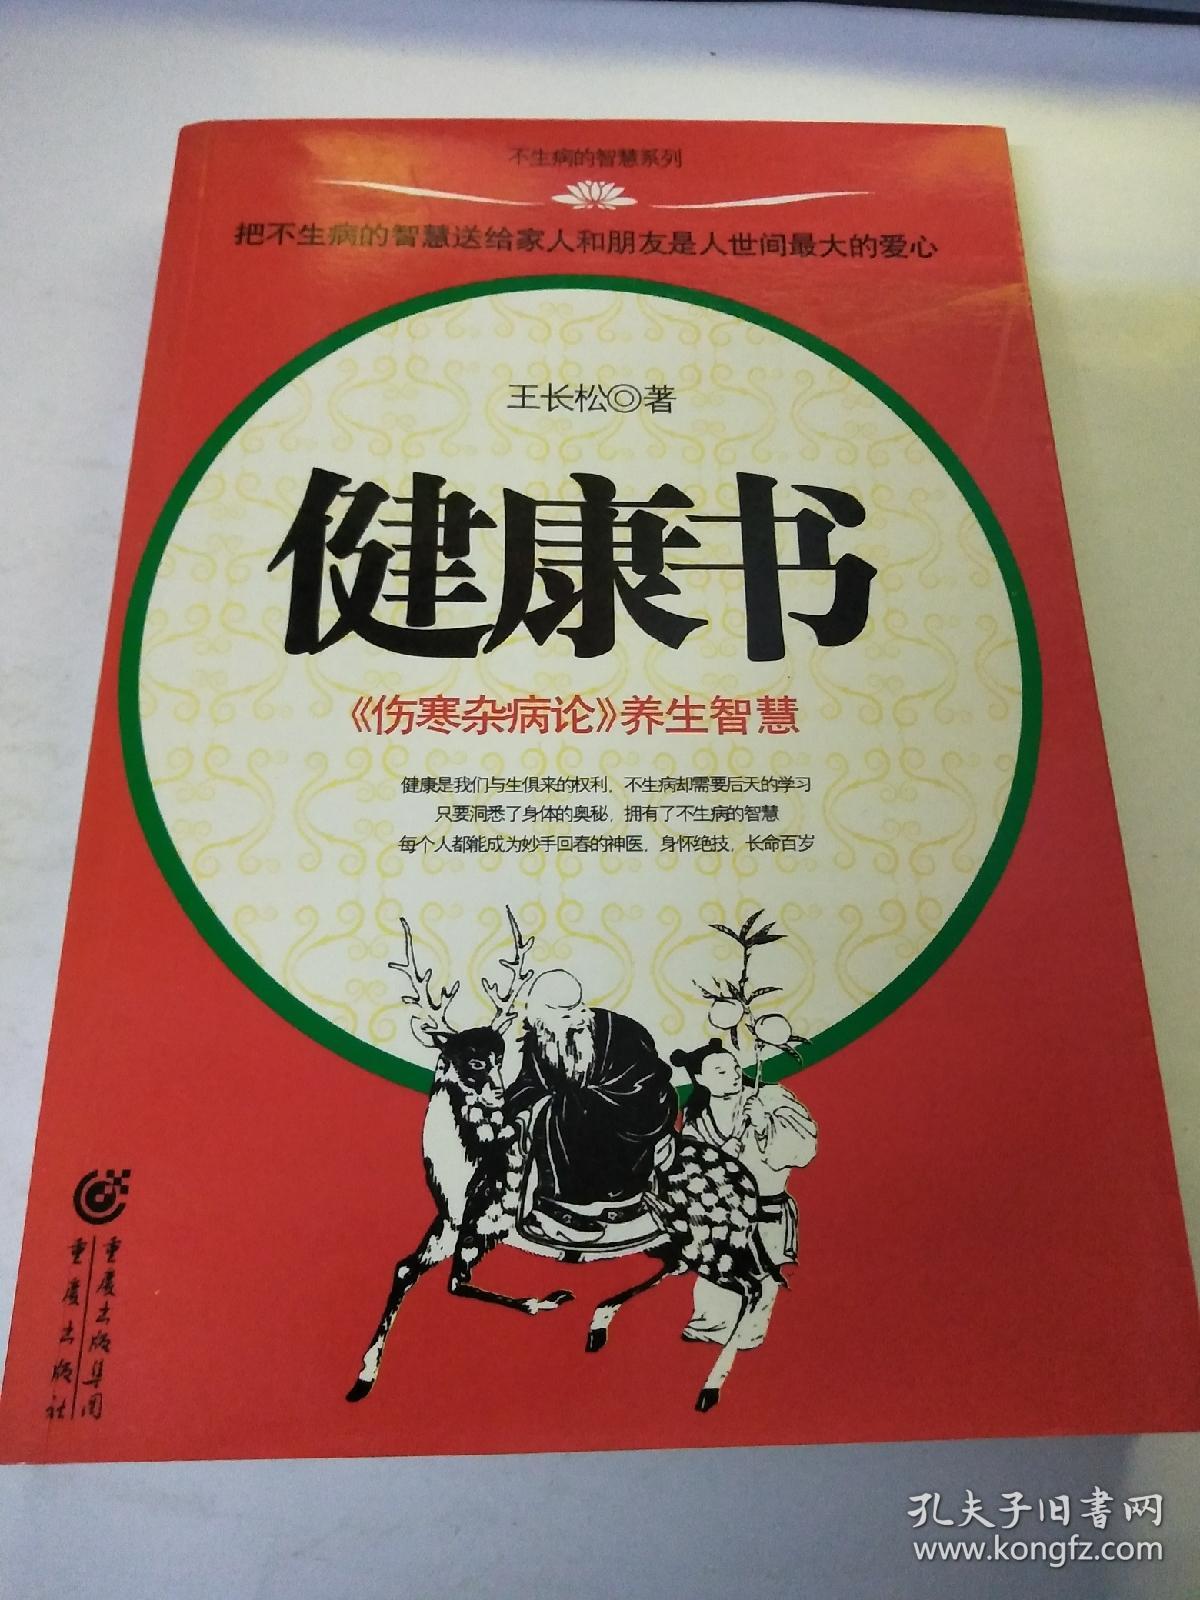 不生病的智慧系列
把不生病的智慧送给家人和朋友是人世间最大的爱心
王长松◎著
健康书
《伤寒杂病论》养生智慧
健康是我们与生俱来的权利，不生病却需要后天的学习
只要洞悉了身体的奥秘，拥有了不生病的智慧
每个人都能成为妙手回春的神医，身怀绝技，长命百岁
重庆出版集团
重庆出版社
孔夫子旧书网
www.kongfz.com